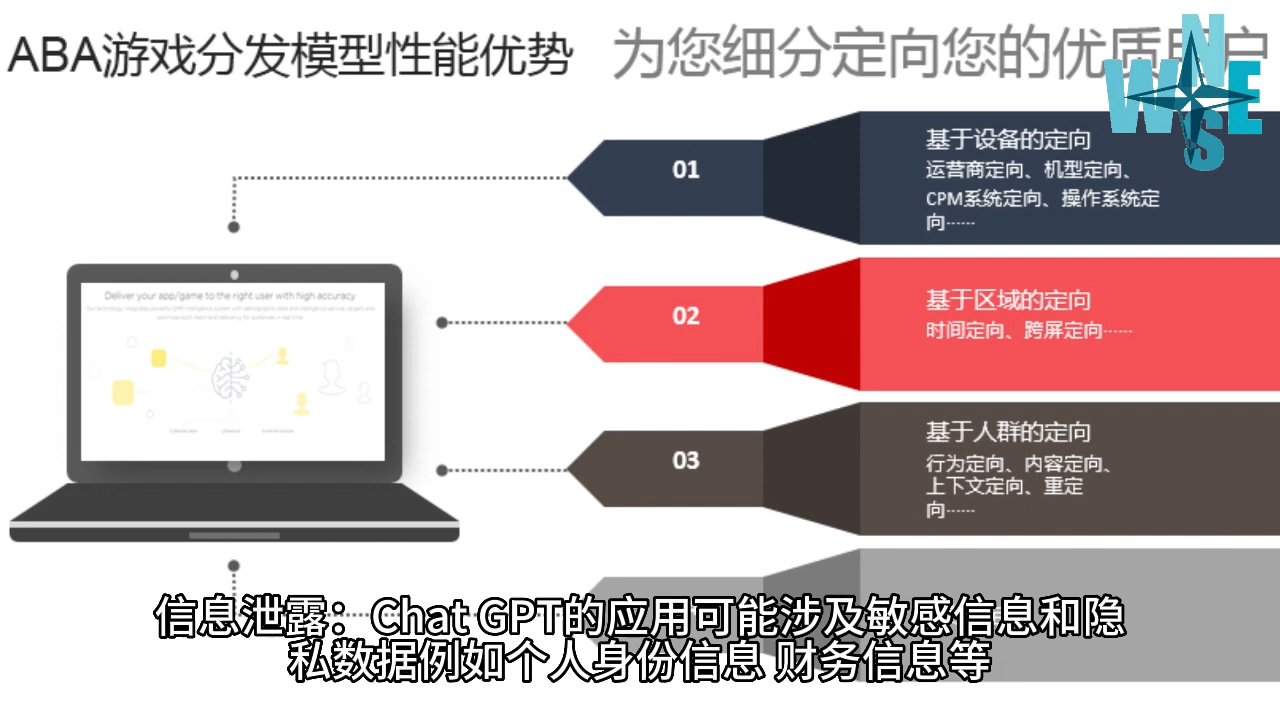 ABA游戏分发模型性能优势 为您细分定向您的优质用户
N
W E
S
01
基于设备的定向
运营商定向、机型定向、
CPM系统定向、操作系统定
向······
Deliver your app/game to the right user with high accuracy
02
基于区域的定向
时间定向、跨屏定向······
03
基于人群的定向
行为定向、内容定向、
上下文定向、重定
向······
信息泄露：Chat GPT的应用可能涉及敏感信息和隐
私数据例如个人身份信息 财务信息等